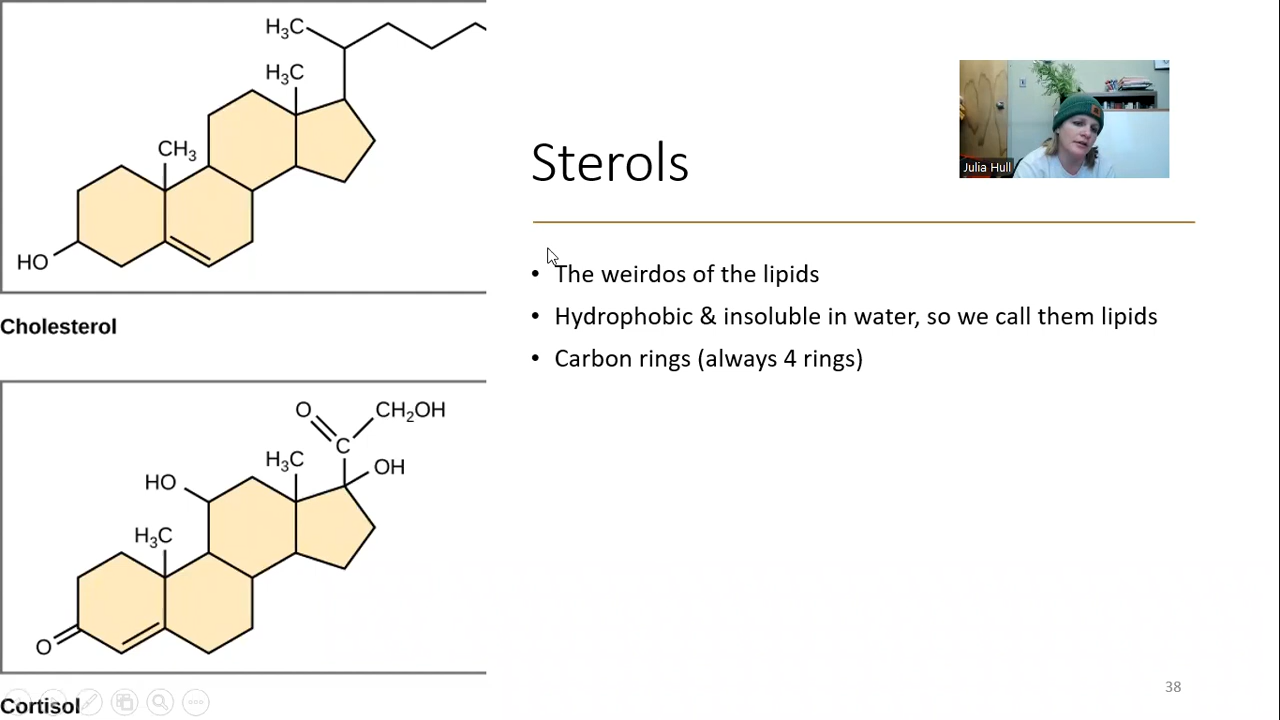 H₃C
H₃C
CH₃
HO
Cholesterol
O
CH₂OH
C
H₃C
OH
HO
H₃C
O
Cortisol
Sterols
Julia Hull
• The weirdos of the lipids
• Hydrophobic & insoluble in water, so we call them lipids
• Carbon rings (always 4 rings)
38